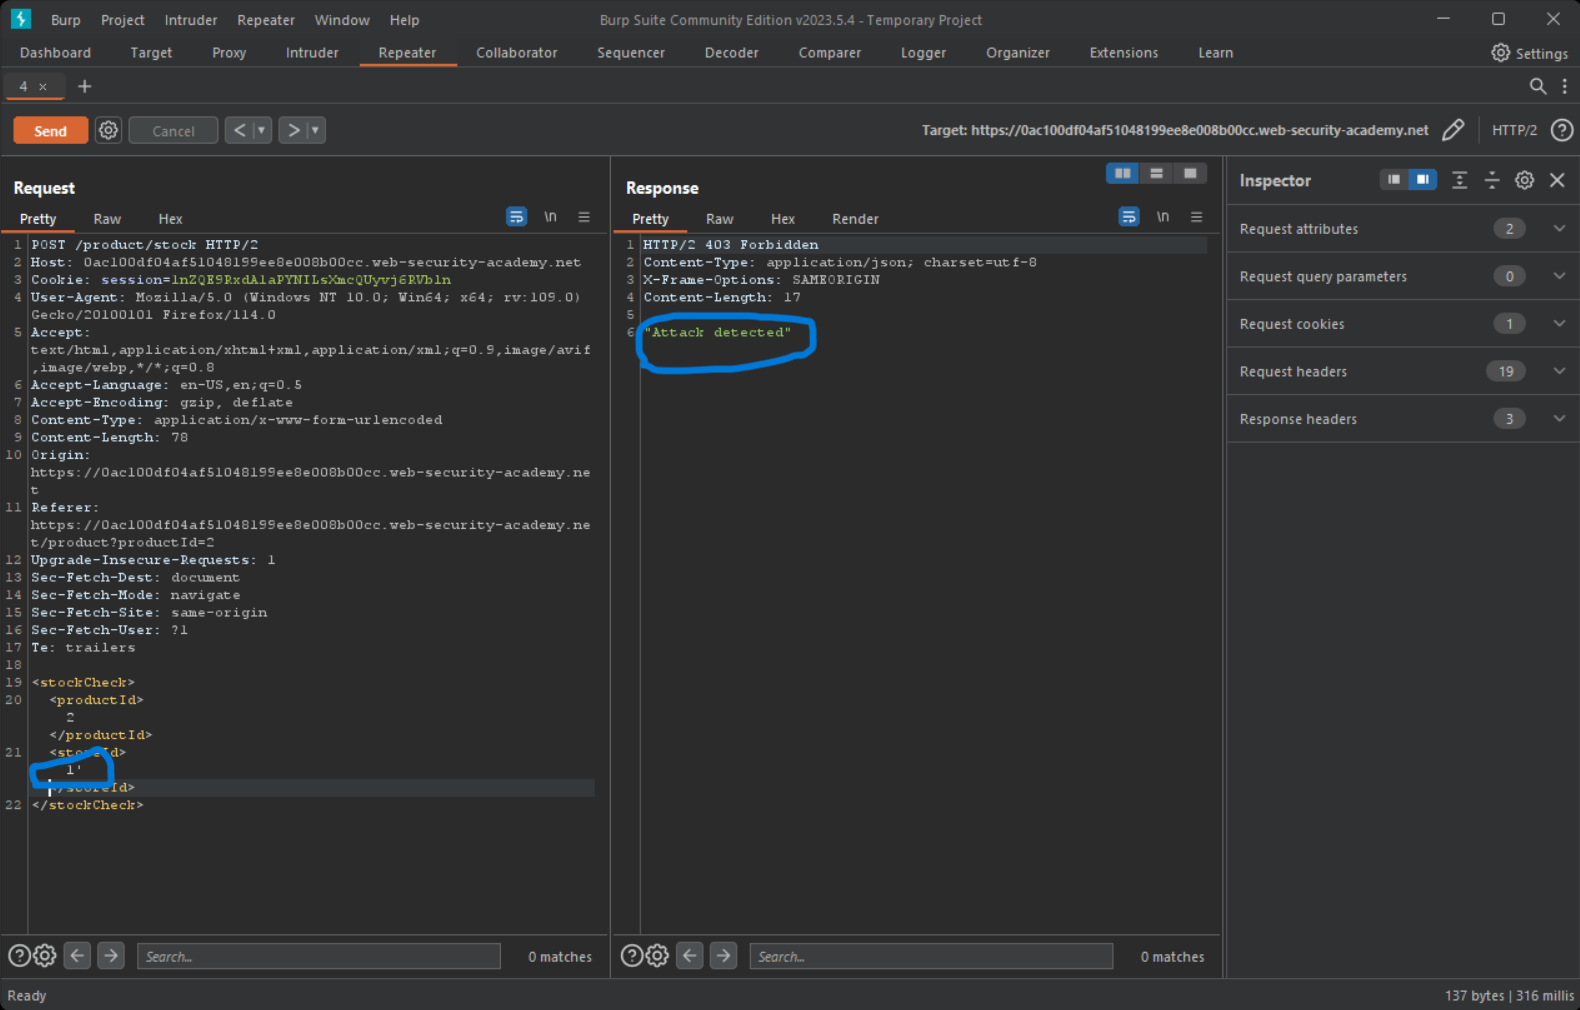 Burp Project Intruder Repeater Window Help Burp Suite Community Edition v2023.5.4 - Temporary Project
Dashboard Target Proxy Intruder Repeater Collaborator Sequencer Decoder Comparer Logger Organizer Extensions Learn Settings
4 × +
Send Cancel < > Target: https://0ac100df04af51048199ee8e008b00cc.web-security-academy.net HTTP/2 ?
Request
Pretty Raw Hex \n
1 POST /product/stock HTTP/2
2 Host: 0ac100df04af51048199ee8e008b00cc.web-security-academy.net
3 Cookie: session=lnZQE9RxdAlaPYNILsXmcQUyvj6RVbln
4 User-Agent: Mozilla/5.0 (Windows NT 10.0; Win64; x64; rv:109.0)
Gecko/20100101 Firefox/114.0
5 Accept:
text/html,application/xhtml+xml,application/xml;q=0.9,image/avif
,image/webp,*/*;q=0.8
6 Accept-Language: en-US,en;q=0.5
7 Accept-Encoding: gzip, deflate
8 Content-Type: application/x-www-form-urlencoded
9 Content-Length: 78
10 Origin:
https://0ac100df04af51048199ee8e008b00cc.web-security-academy.ne
t
11 Referer:
https://0ac100df04af51048199ee8e008b00cc.web-security-academy.ne
t/product?productId=2
12 Upgrade-Insecure-Requests: 1
13 Sec-Fetch-Dest: document
14 Sec-Fetch-Mode: navigate
15 Sec-Fetch-Site: same-origin
16 Sec-Fetch-User: ?1
17 Te: trailers
18
19 <stockCheck>
20 <productId>
2
</productId>
21 <storeId>
1'
</storeId>
22 </stockCheck>
? Search... 0 matches
Response
Pretty Raw Hex Render \n
1 HTTP/2 403 Forbidden
2 Content-Type: application/json; charset=utf-8
3 X-Frame-Options: SAMEORIGIN
4 Content-Length: 17
5
6 "Attack detected"
? Search... 0 matches
Inspector
Request attributes 2
Request query parameters 0
Request cookies 1
Request headers 19
Response headers 3
Ready 137 bytes | 316 millis